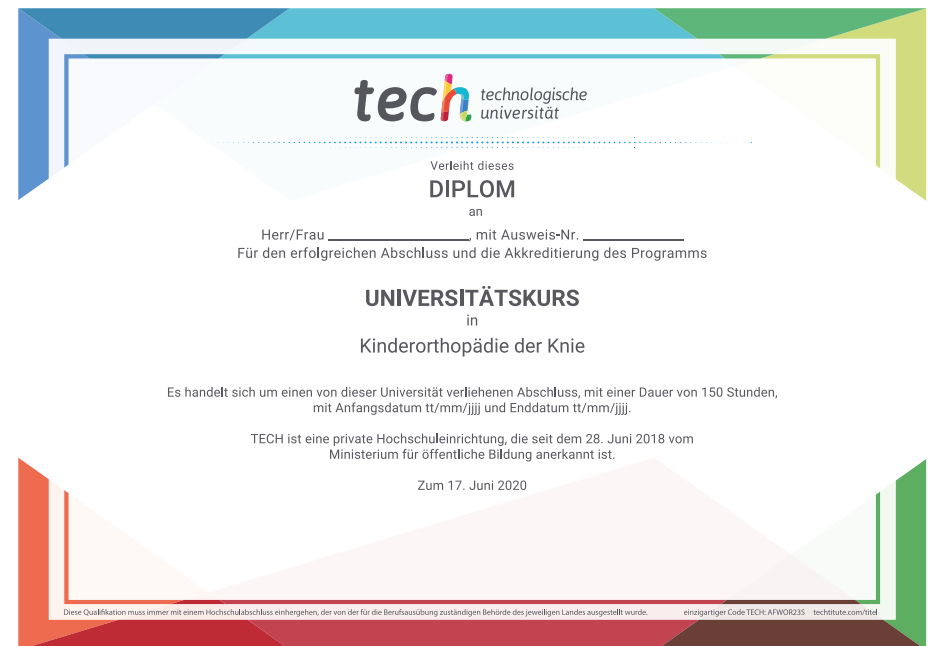 tech technologische
universität
Verleiht dieses
DIPLOM
an
Herr/Frau ____________________, mit Ausweis-Nr. ______________
Für den erfolgreichen Abschluss und die Akkreditierung des Programms
UNIVERSITÄTSKURS
in
Kinderorthopädie der Knie
Es handelt sich um einen von dieser Universität verliehenen Abschluss, mit einer Dauer von 150 Stunden,
mit Anfangsdatum tt/mm/jjjj und Enddatum tt/mm/jjjj.
TECH ist eine private Hochschuleinrichtung, die seit dem 28. Juni 2018 vom
Ministerium für öffentliche Bildung anerkannt ist.
Zum 17. Juni 2020
Diese Qualifikation muss immer mit einem Hochschulabschluss einhergehen, der von der für die Berufsausübung zuständigen Behörde des jeweiligen Landes ausgestellt wurde. einzigartiger Code TECH: AFWOR23S techtitute.com/titel